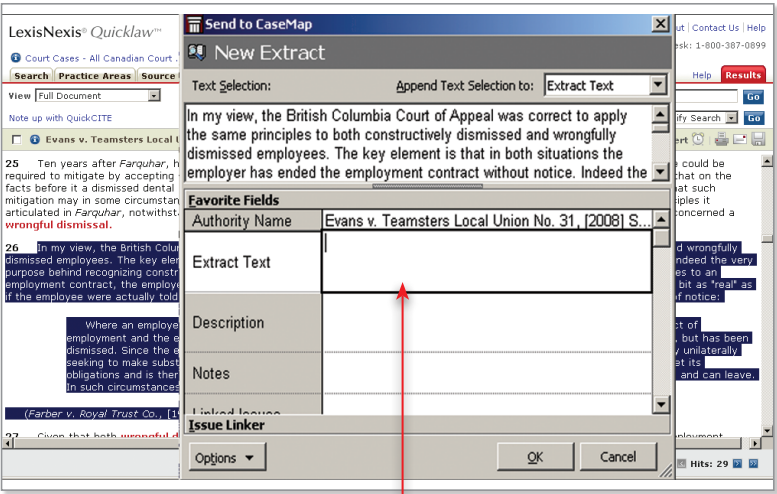 LexisNexis® Quicklaw™
Court Cases - All Canadian Court
Search Practice Areas Source
View Full Document
Note up with QuickCITE
Evans v. Teamsters Local
25 Ten years after Farquhar, h
required to mitigate by accepting
facts before it a dismissed dental
mitigation may in some circumstan
articulated in Farquhar, notwithst
wrongful dismissal.
26 In my view, the British Colu
dismissed employees. The key eler
purpose behind recognizing constr
employment contract, the employe
if the employee were actually told
Where an employe
employment and the e
dismissed. Since the e
seeking to make subst
obligations and is ther
In such circumstances
(Farber v. Royal Trust Co., [19
27 Given that both wrongful d
Send to CaseMap
New Extract
Text Selection: Append Text Selection to: Extract Text
In my view, the British Columbia Court of Appeal was correct to apply
the same principles to both constructively dismissed and wrongfully
dismissed employees. The key element is that in both situations the
employer has ended the employment contract without notice. Indeed the
Favorite Fields
Authority Name Evans v. Teamsters Local Union No. 31, [2008] S...
Extract Text
Description
Notes
Linked Issues
Issue Linker
Options OK Cancel
ut | Contact Us | Help
esk: 1-800-387-0899
Help Results
Go
ify Search Go
ert
e could be
hat on the
hat such
ciples it
concerned a
d wrongfully
ndeed the very
es to an
bit as "real" as
of notice:
ct of
, but has been
y unilaterally
et its
and can leave.
ployment
Hits: 29